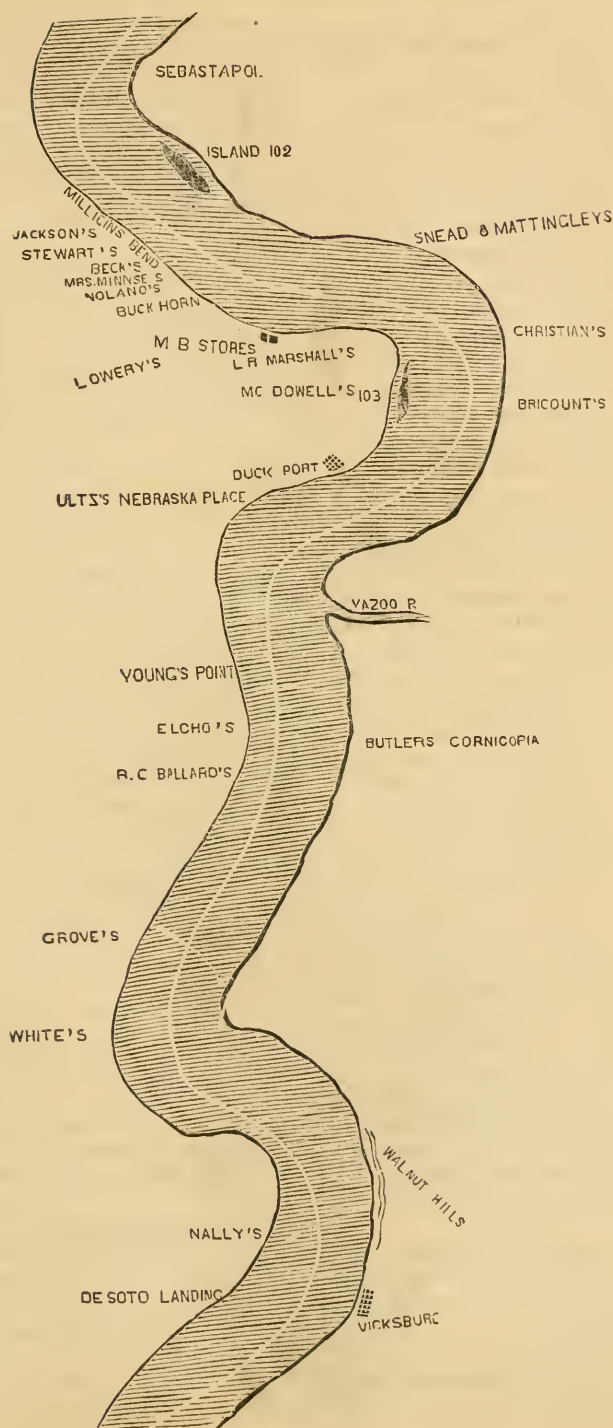 SEBASTAPOL
ISLAND 102
MILLICINS BEND
SNEAD & MATTINGLEYS
JACKSON'S
STEWART'S
BECK'S
MRS. MINNSE S
NOLAND'S
BUCK HORN
CHRISTIAN'S
M B STORES
L R MARSHALL'S
LOWERY'S
MC DOWELL'S 103
BRICOUNT'S
DUCK PORT
ULTZ'S NEBRASKA PLACE
YAZOO R.
YOUNG'S POINT
ELCHO'S
BUTLERS CORNICOPIA
R.C BALLARD'S
GROVE'S
WHITE'S
WALNUT HILLS
NALLY'S
DE SOTO LANDING
VICKSBURG